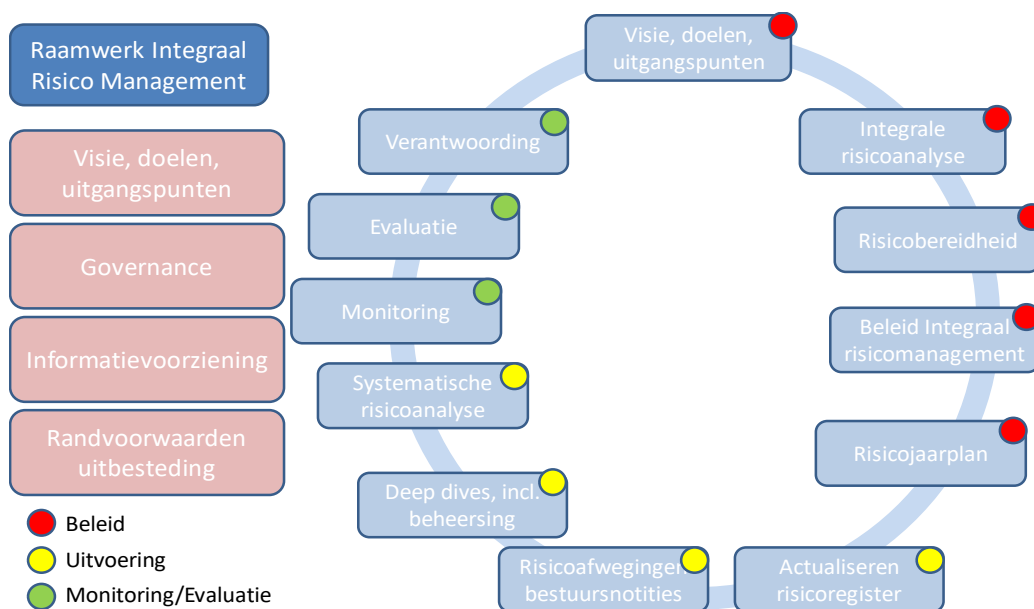 Raamwerk Integraal
Risico Management
Visie, doelen,
uitgangspunten
Governance
Informatievoorziening
Randvoorwaarden
uitbesteding
Beleid
Uitvoering
Monitoring/Evaluatie
Visie, doelen,
uitgangspunten
Integrale
risicoanalyse
Risicobereidheid
Beleid Integraal
risicomanagement
Risicojaarplan
Actualiseren
risicoregister
Risicoafwegingen
bestuursnotities
Deep dives, incl.
beheersing
Systematische
risicoanalyse
Monitoring
Evaluatie
Verantwoording